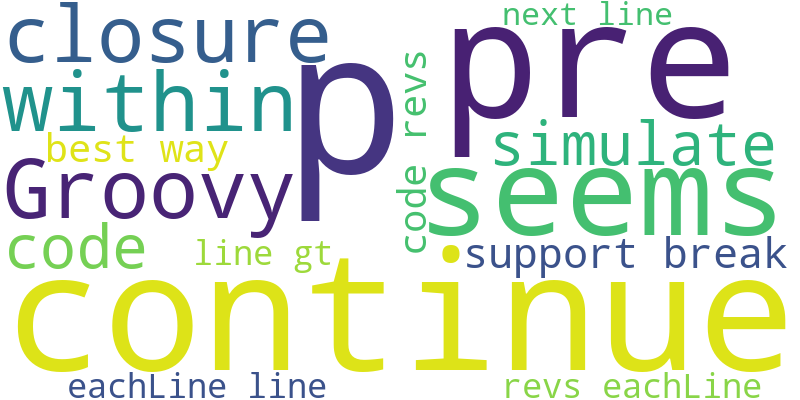 closure
p
pre
next line
within
code revs
simulate
best way
Groovy
seems
code
line gt
support break
continue
eachLine line
revs eachLine